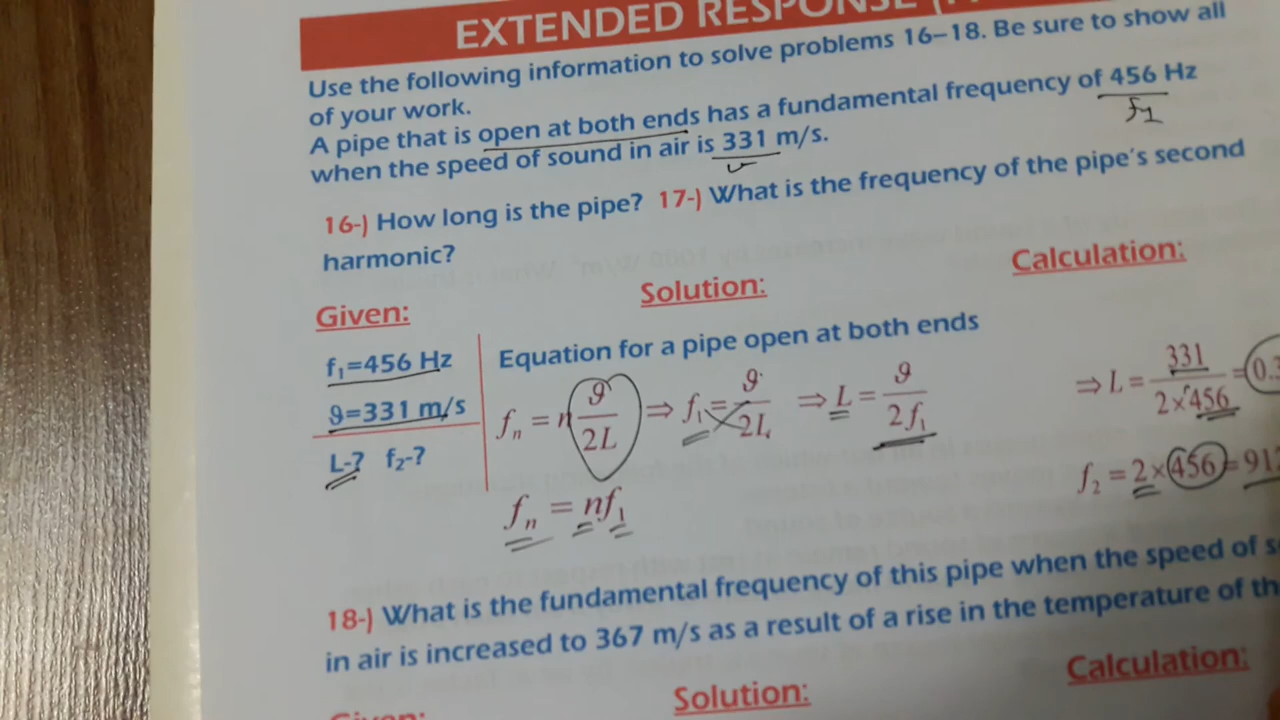 EXTENDED RESPONSE
Use the following information to solve problems 16–18. Be sure to show all
of your work.
A pipe that is open at both ends has a fundamental frequency of 456 Hz
f1
when the speed of sound in air is 331 m/s.
16-) How long is the pipe? 17-) What is the frequency of the pipe's second
harmonic?
Given: Solution: Calculation:
f₁=456 Hz
ϑ=331 m/s
L-? f₂-?
Equation for a pipe open at both ends
fₙ = n ϑ/2L ⇒ f₁ = ϑ/2L ⇒ L = ϑ/2f₁ ⇒ L = 331/2×456 = 0.3
fₙ = nf₁ f₂ = 2×456 = 91
18-) What is the fundamental frequency of this pipe when the speed of
in air is increased to 367 m/s as a result of a rise in the temperature of
Given: Solution: Calculation: